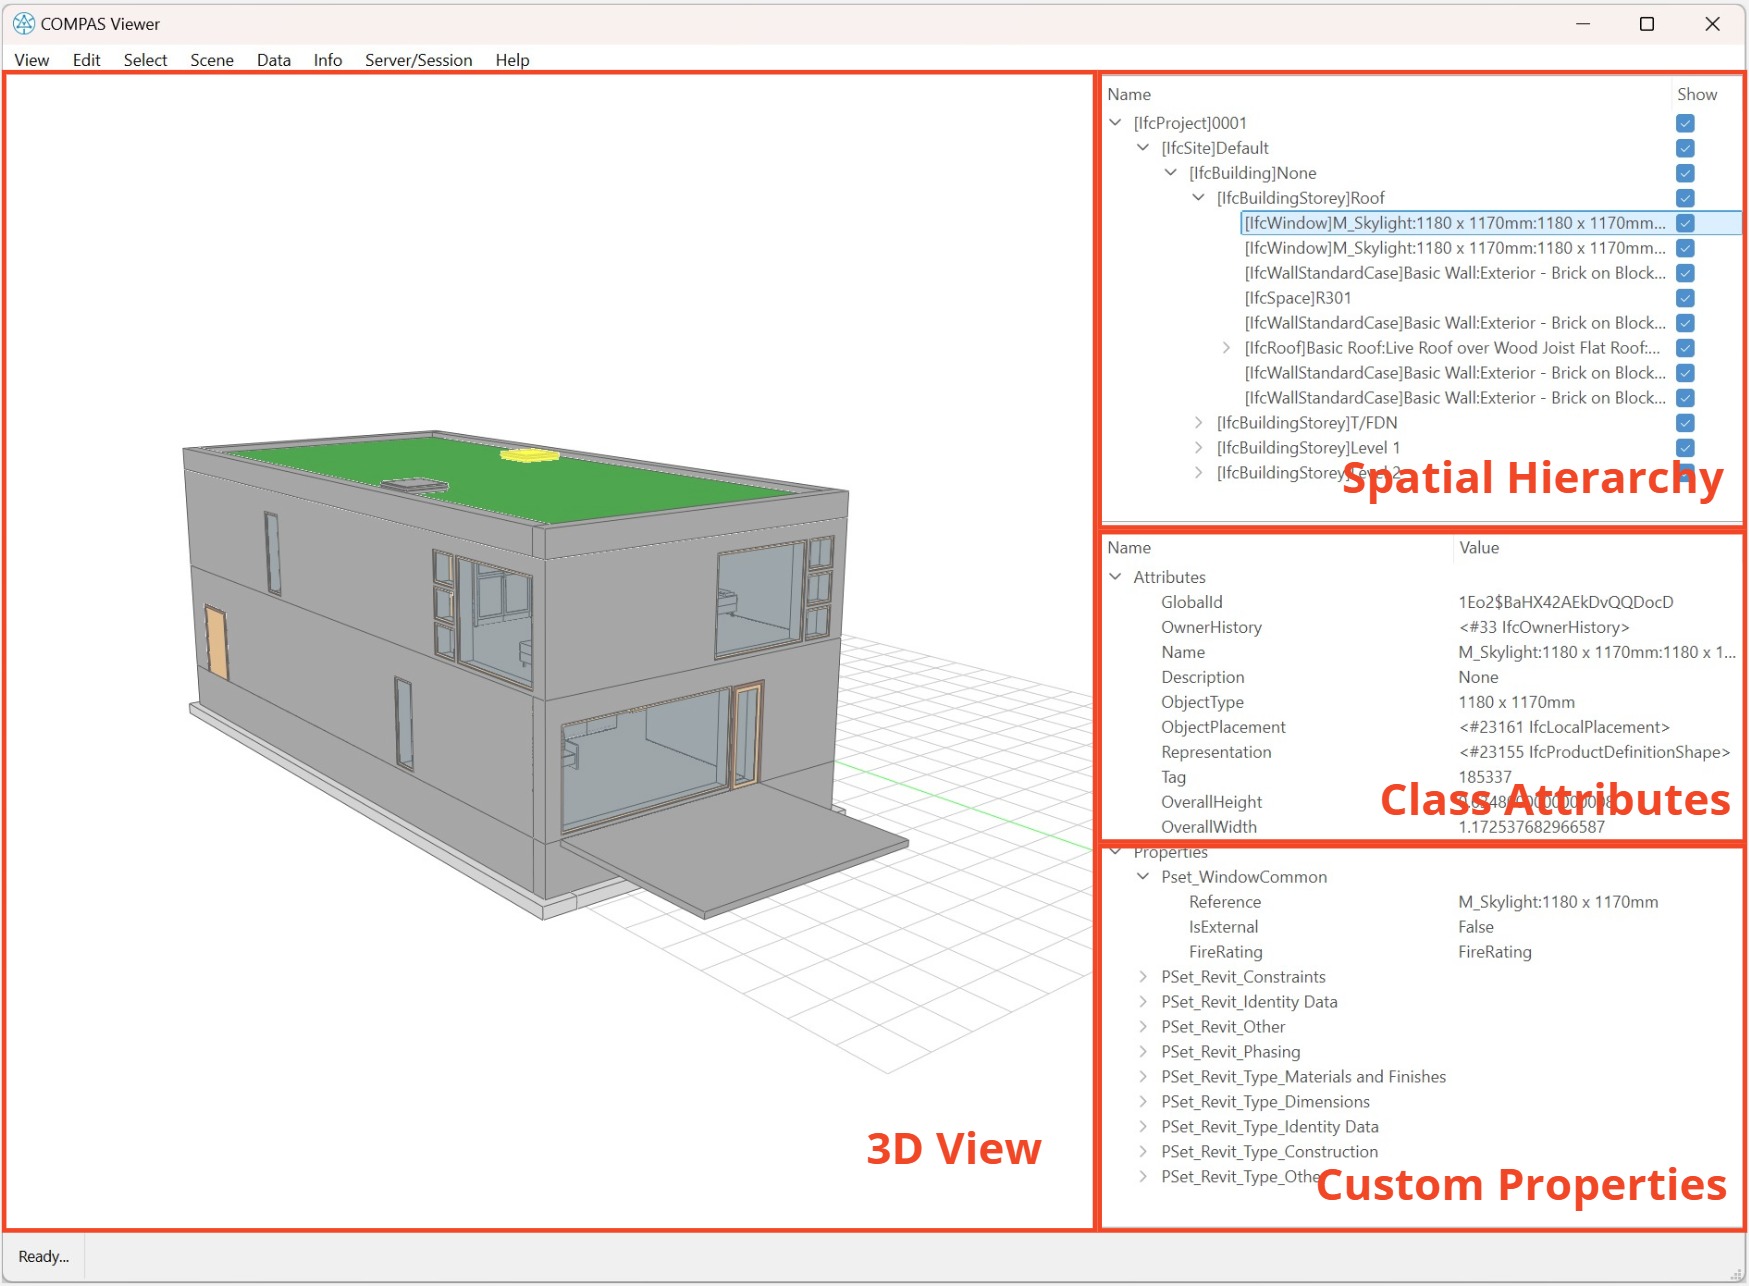 COMPAS Viewer
View Edit Select Scene Data Info Server/Session Help
Name Show
[IfcProject]0001
[IfcSite]Default
[IfcBuilding]None
[IfcBuildingStorey]Roof
[IfcWindow]M_Skylight:1180 x 1170mm:1180 x 1170mm...
[IfcWindow]M_Skylight:1180 x 1170mm:1180 x 1170mm...
[IfcWallStandardCase]Basic Wall:Exterior - Brick on Block...
[IfcSpace]R301
[IfcWallStandardCase]Basic Wall:Exterior - Brick on Block...
[IfcRoof]Basic Roof:Live Roof over Wood Joist Flat Roof:...
[IfcWallStandardCase]Basic Wall:Exterior - Brick on Block...
[IfcWallStandardCase]Basic Wall:Exterior - Brick on Block...
[IfcBuildingStorey]T/FDN
[IfcBuildingStorey]Level 1
[IfcBuildingStorey]Level 2
Spatial Hierarchy
Name Value
Attributes
GlobalId 1Eo2$BaHX42AEkDvQQDocD
OwnerHistory <#33 IfcOwnerHistory>
Name M_Skylight:1180 x 1170mm:1180 x 1...
Description None
ObjectType 1180 x 1170mm
ObjectPlacement <#23161 IfcLocalPlacement>
Representation <#23155 IfcProductDefinitionShape>
Tag 185337
OverallHeight
Class Attributes
OverallWidth 1.172537682966587
Properties
Pset_WindowCommon
Reference M_Skylight:1180 x 1170mm
IsExternal False
FireRating FireRating
PSet_Revit_Constraints
PSet_Revit_Identity Data
PSet_Revit_Other
PSet_Revit_Phasing
PSet_Revit_Type_Materials and Finishes
PSet_Revit_Type_Dimensions
PSet_Revit_Type_Identity Data
PSet_Revit_Type_Construction
PSet_Revit_Type_Other
Custom Properties
3D View
Ready...